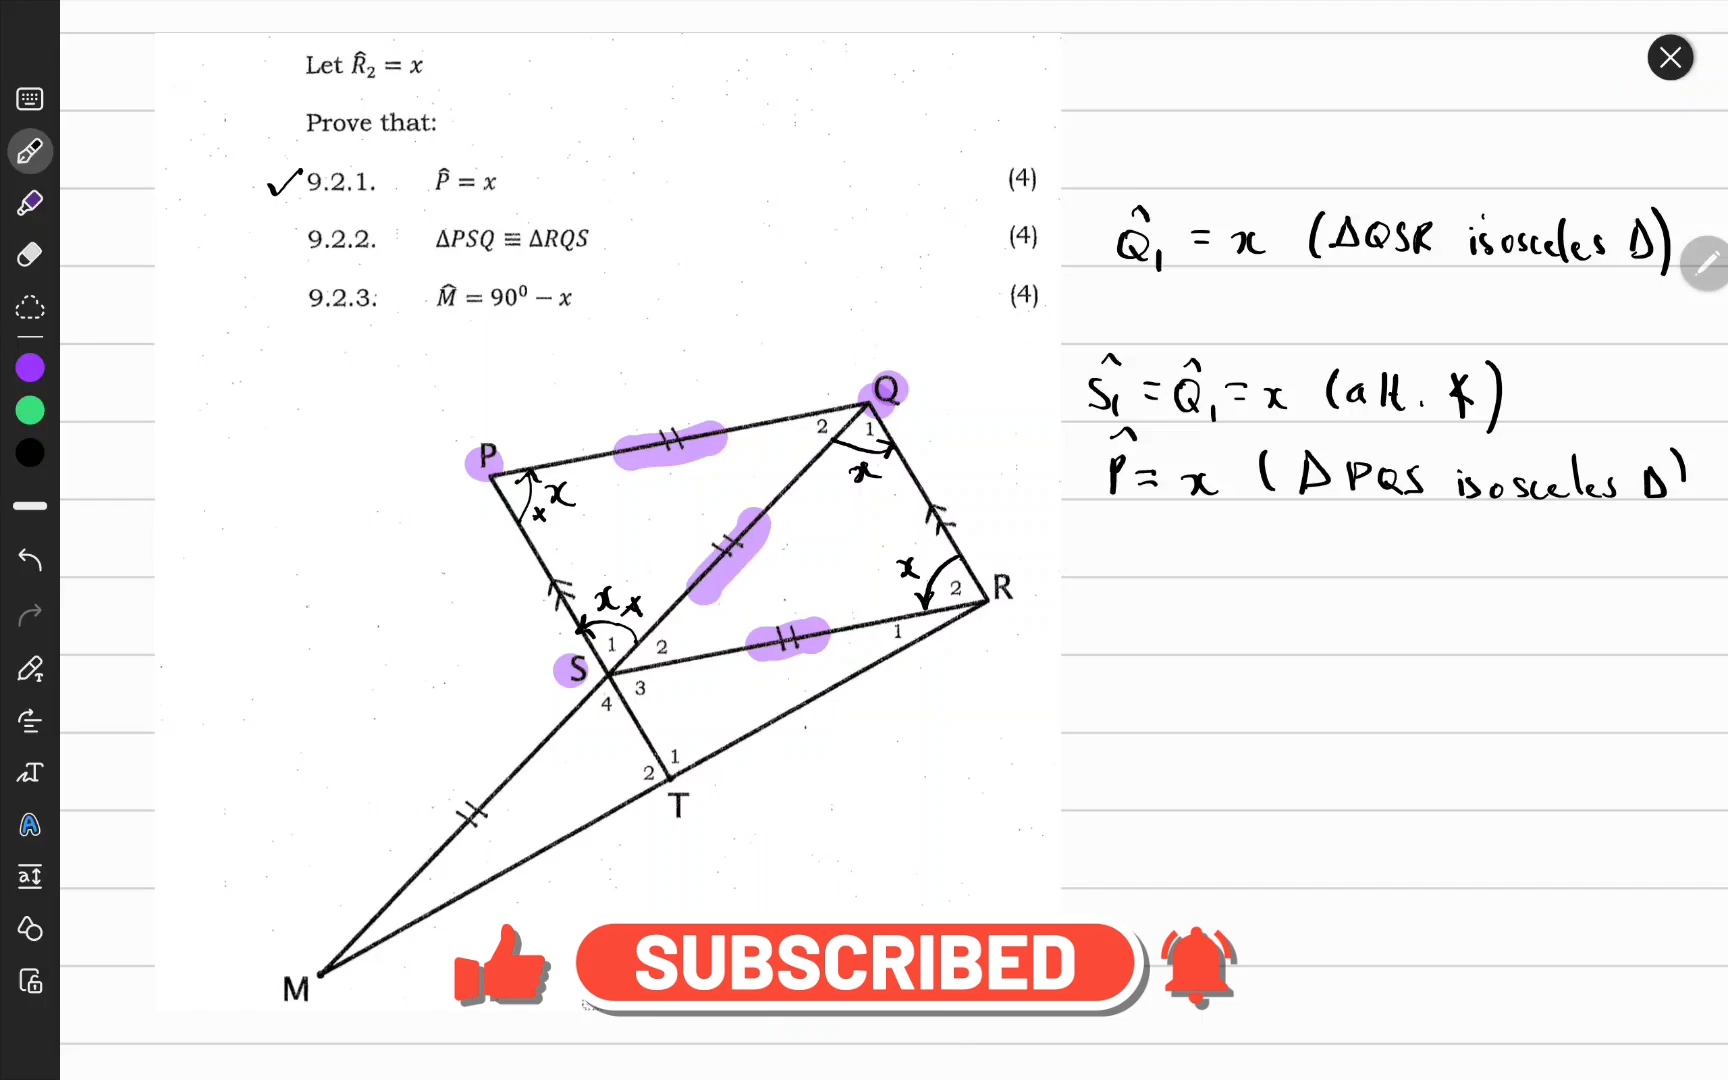 Let R̂₂ = x
Prove that:
✓ 9.2.1. P̂ = x (4)
9.2.2. ΔPSQ ≡ ΔRQS (4)
9.2.3. M̂ = 90⁰ − x (4)
Q̂₁ = x (ΔQSR isosceles Δ)
Ŝ₁ = Q̂₁ = x (alt. ∡)
P̂ = x (Δ PQS isosceles Δ)
Q
2 1
P
x
x
x
x
2 R
1
1 2
S
3
4
1
2
T
M
SUBSCRIBED